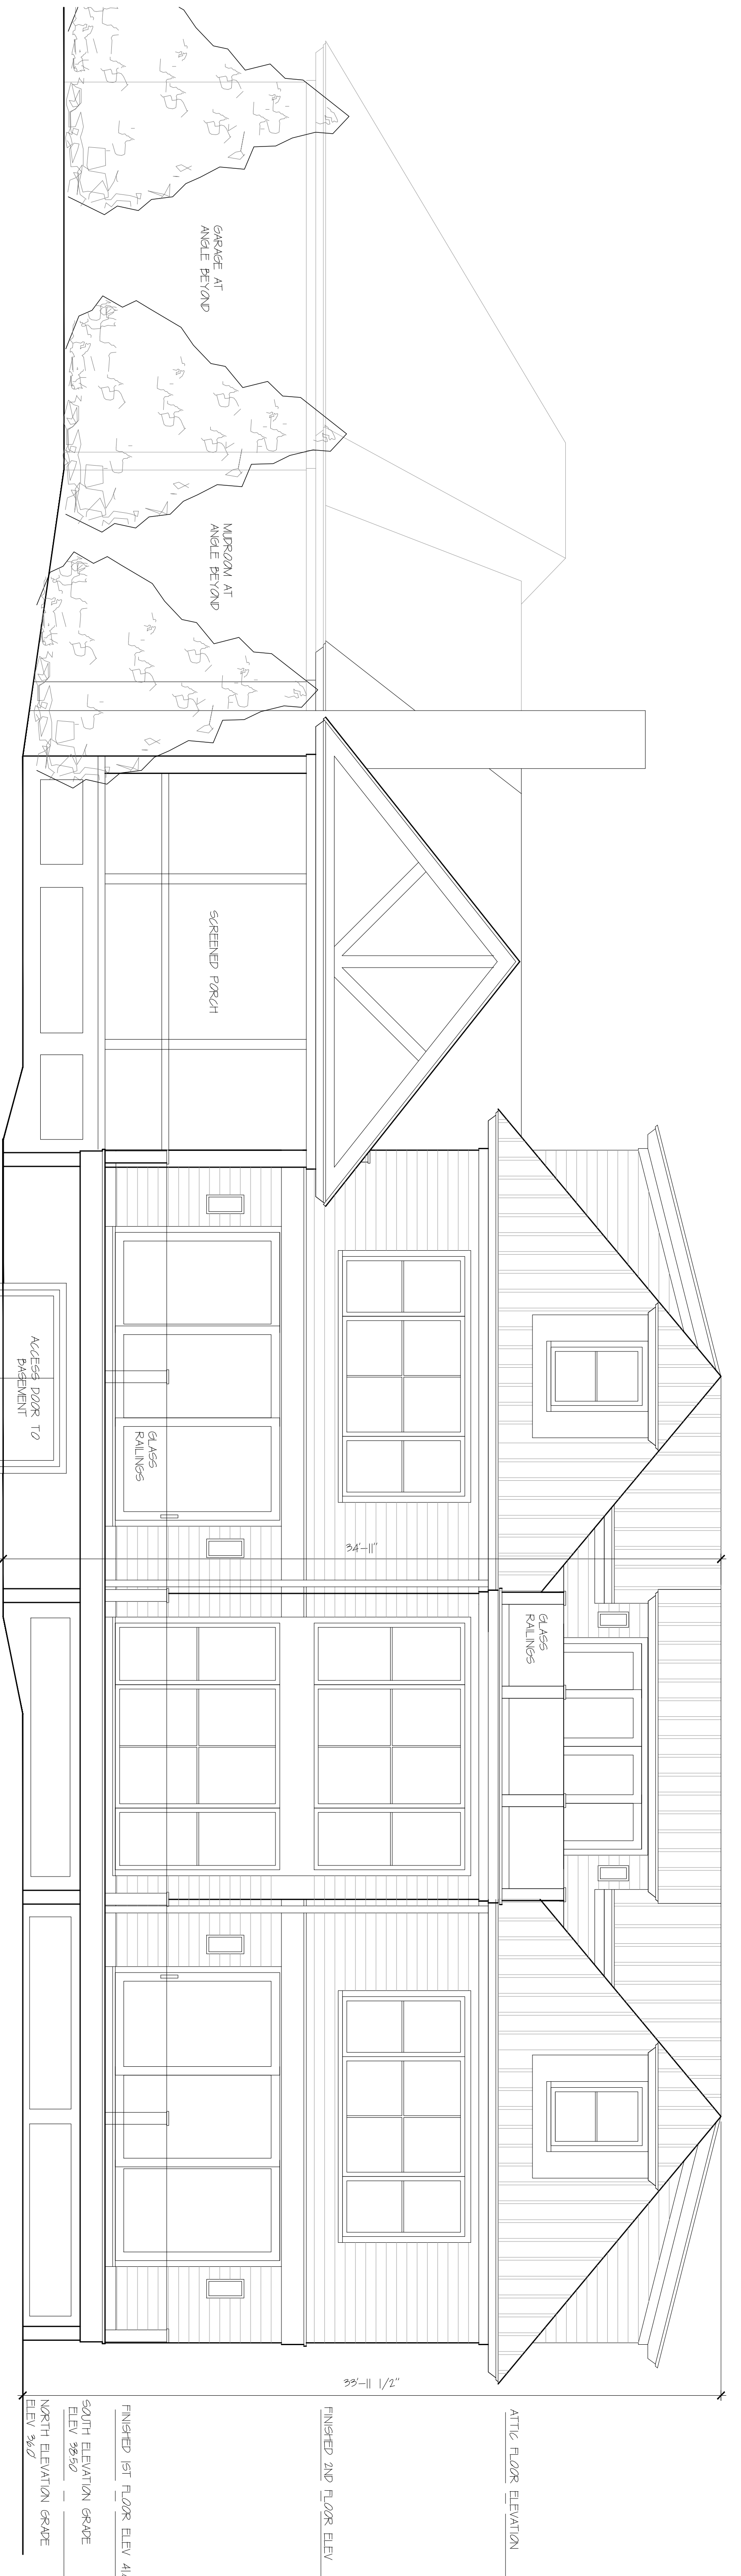 GARAGE AT
ANGLE BEYOND
MUDROOM AT
ANGLE BEYOND
SCREENED PORCH
ACCESS DOOR TO
BASEMENT
GLASS
RAILINGS
34'-11"
GLASS
RAILINGS
33'-11 1/2"
ATTIC FLOOR ELEVATION
FINISHED 2ND FLOOR ELEV
FINISHED 1ST FLOOR ELEV
SOUTH ELEVATION GRADE
ELEV 38.50
NORTH ELEVATION GRADE
ELEV 36.0'